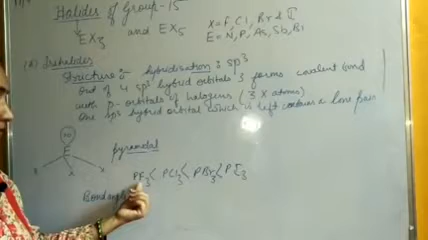 Halides of Group-15
EX3 and EX5 X=F, Cl, Br & I
E=N, P, As, Sb, Bi
(A) Trihalides
Structure:- hybridisation is sp³
Out of 4 sp³ hybrid orbitals 3 forms covalent bond
with p-orbitals of halogens (3 X atoms)
One sp³ hybrid orbital which is left contains a lone pair
E
X
X
pyramidal
PF3 < PCl3 < PBr3 < PI3
Bond angle